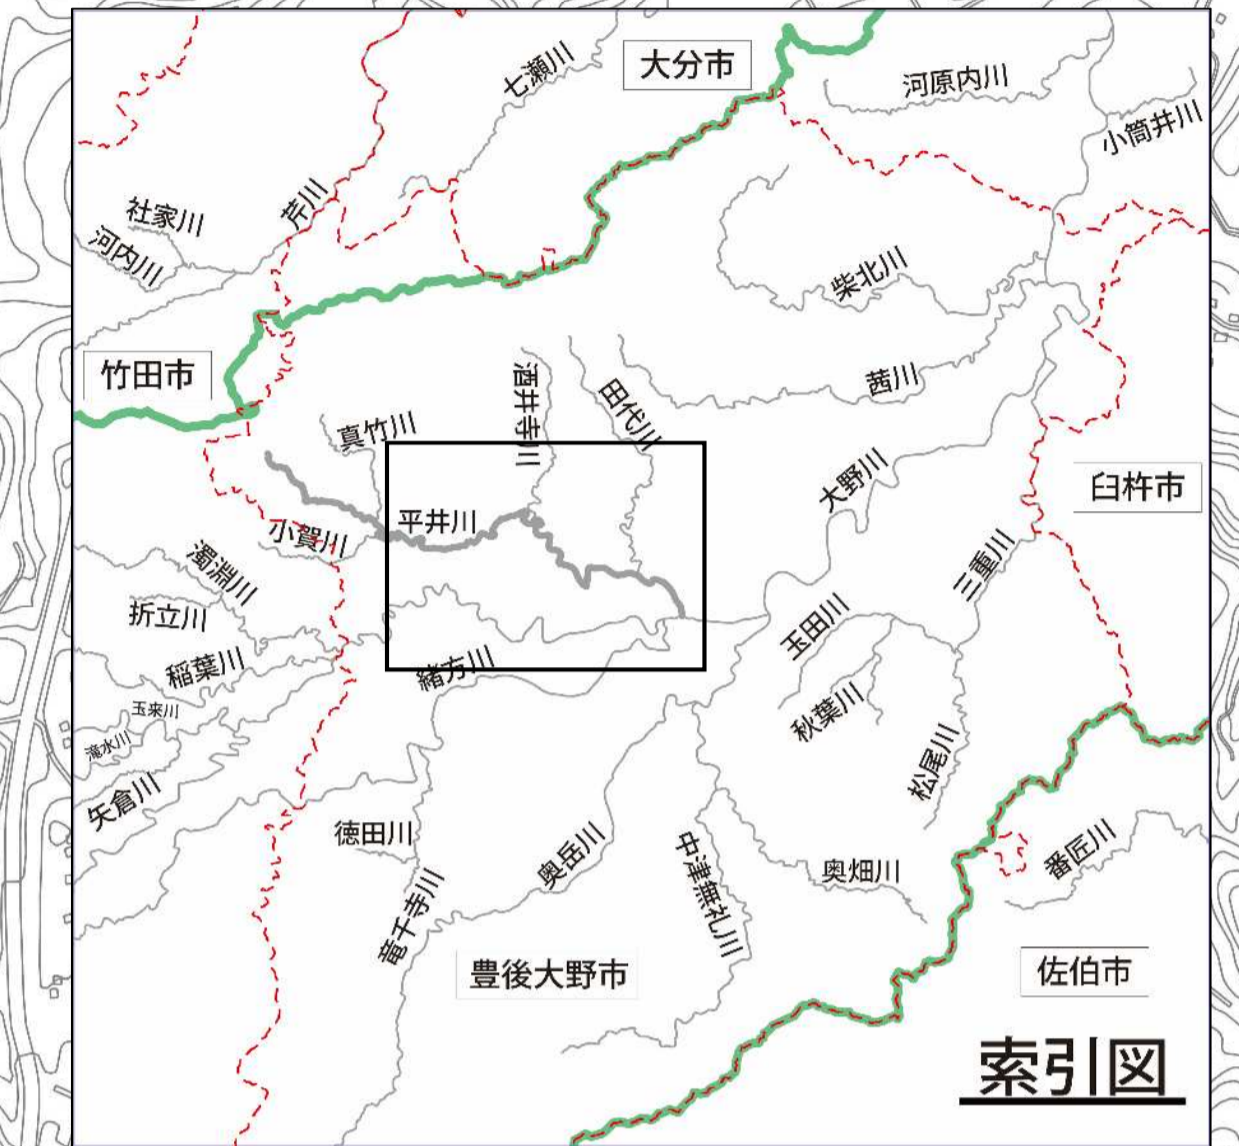 七瀬川
大分市
河原内川
小筒井川
社家川
芹川
河内川
柴北川
竹田市
酒井寺川
田代川
茜川
真竹川
大野川
臼杵市
平井川
小賀川
三重川
濁淵川
折立川
玉田川
稲葉川
緒方川
玉来川
秋葉川
滝水川
松尾川
矢倉川
徳田川
奥岳川
中津無礼川
奥畑川
番匠川
竜千寺川
豊後大野市
佐伯市
索引図